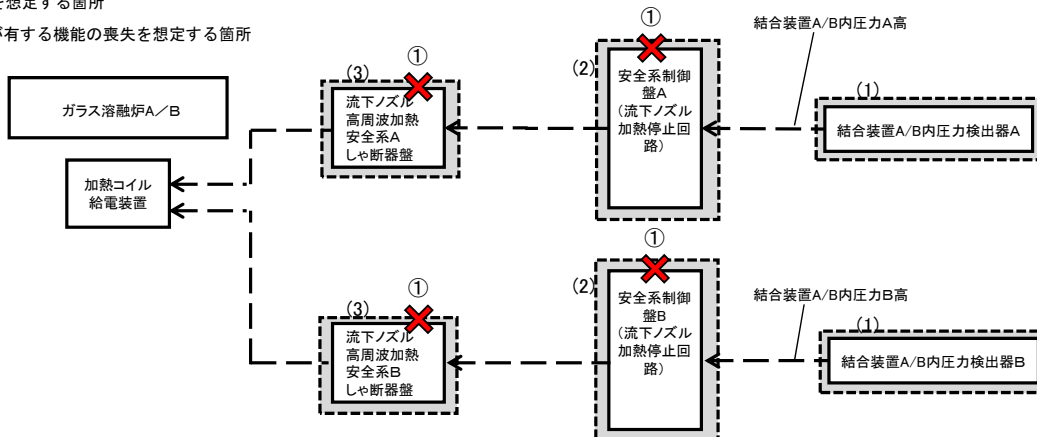 を想定する箇所
が有する機能の喪失を想定する箇所
ガラス溶融炉A/B
加熱コイル
給電装置
(3)
①
流下ノズル
高周波加熱
安全系A
しゃ断器盤
(2)
①
安全系制御
盤A
(流下ノズル
加熱停止回
路)
結合装置A/B内圧力A高
(1)
結合装置A/B内圧力検出器A
(3)
①
流下ノズル
高周波加熱
安全系B
しゃ断器盤
(2)
①
安全系制御
盤B
(流下ノズル
加熱停止回
路)
結合装置A/B内圧力B高
(1)
結合装置A/B内圧力検出器B